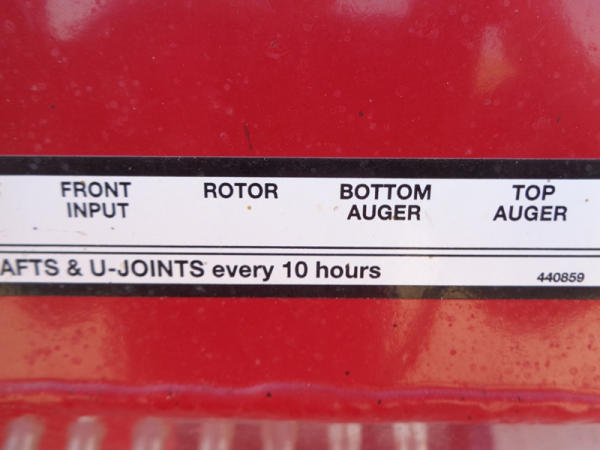 FRONT INPUT
ROTOR
BOTTOM AUGER
TOP AUGER
AFTS & U-JOINTS every 10 hours
440859